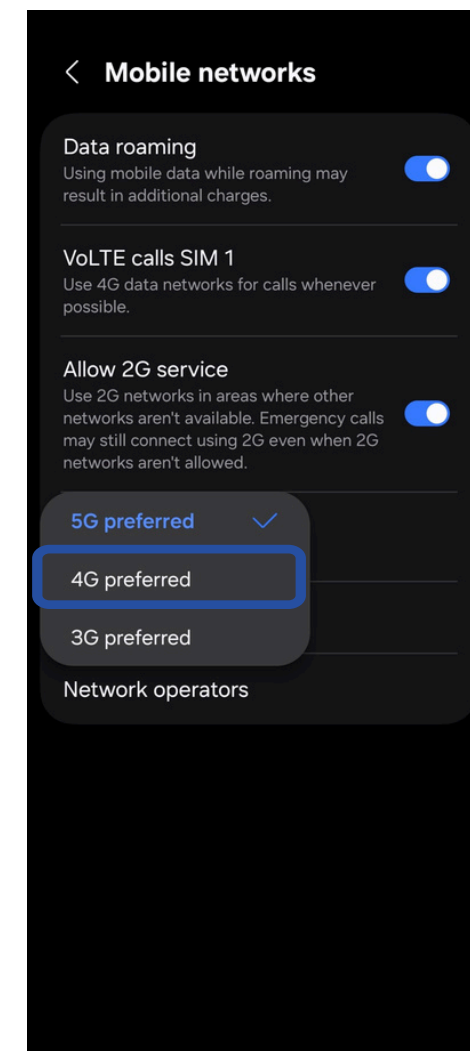 Mobile networks
Data roaming
Using mobile data while roaming may
result in additional charges.
VoLTE calls SIM 1
Use 4G data networks for calls whenever
possible.
Allow 2G service
Use 2G networks in areas where other
networks aren't available. Emergency calls
may still connect using 2G even when 2G
networks aren't allowed.
5G preferred
4G preferred
3G preferred
Network operators